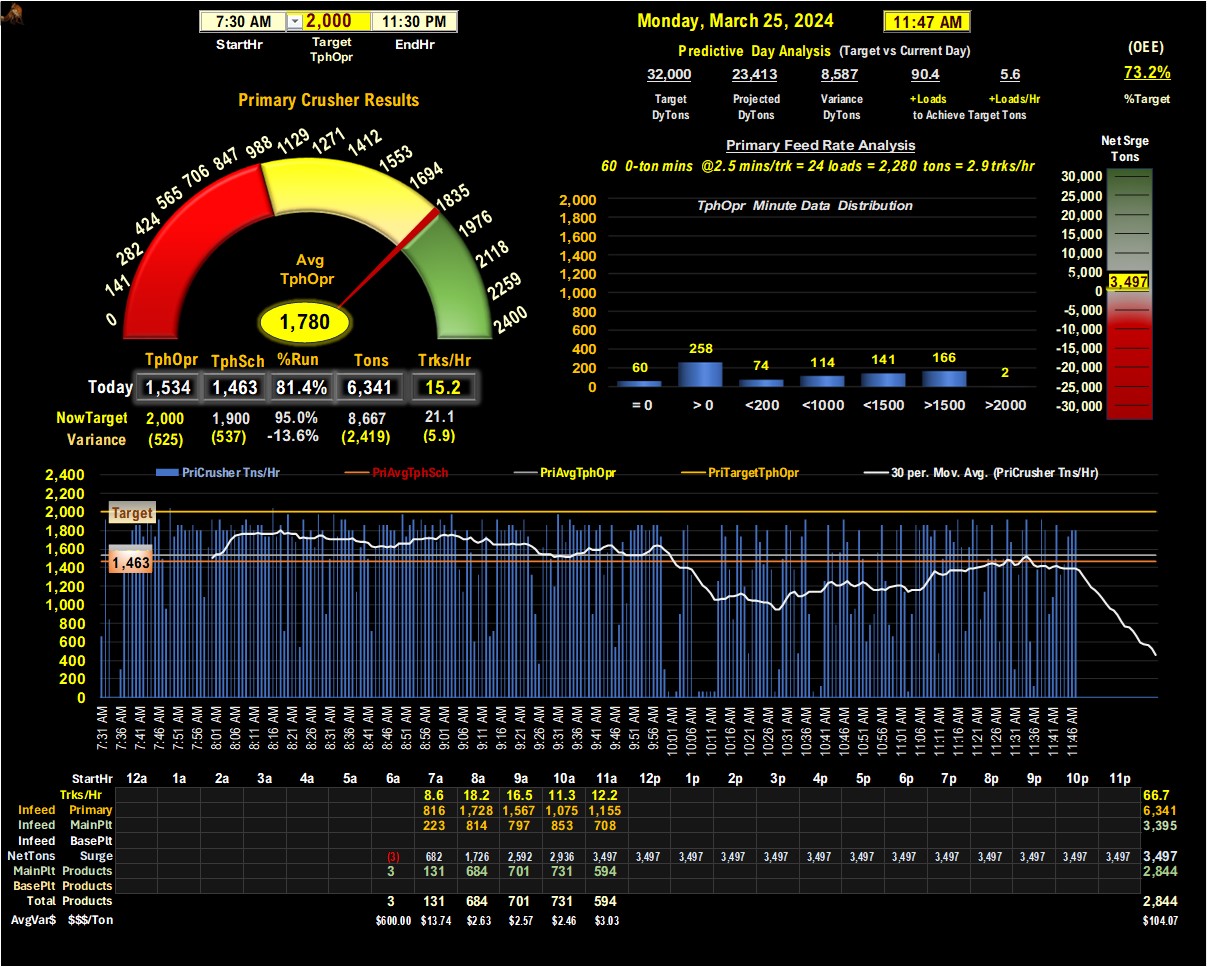 7:30 AM 2,000 11:30 PM
StartHr Target TphOpr EndHr
Monday, March 25, 2024 11:47 AM
Predictive Day Analysis (Target vs Current Day)
32,000 23,413 8,587 90.4 5.6
Target DyTons Projected DyTons Variance DyTons +Loads +Loads/Hr
to Achieve Target Tons
(OEE)
73.2%
%Target
Primary Crusher Results
0 141 282 424 565 706 847 988 1129 1271 1412 1553 1694 1835 1976 2118 2259 2400
Avg
TphOpr
1,780
TphOpr TphSch %Run Tons Trks/Hr
Today 1,534 1,463 81.4% 6,341 15.2
NowTarget 2,000 1,900 95.0% 8,667 21.1
Variance (525) (537) -13.6% (2,419) (5.9)
Primary Feed Rate Analysis
60 0-ton mins @2.5 mins/trk = 24 loads = 2,280 tons = 2.9 trks/hr
TphOpr Minute Data Distribution
2,000
1,800
1,600
1,400
1,200
1,000
800
600
400
200
0
60 258 74 114 141 166 2
= 0 > 0 <200 <1000 <1500 >1500 >2000
Net Srge
Tons
30,000
25,000
20,000
15,000
10,000
5,000
3,497
0
-5,000
-10,000
-15,000
-20,000
-25,000
-30,000
PriCrusher Tns/Hr PriAvgTphSch PriAvgTphOpr PriTargetTphOpr 30 per. Mov. Avg. (PriCrusher Tns/Hr)
2,400
2,200
2,000
1,800
1,600
1,400
1,200
1,000
800
600
400
200
0
Target
1,463
7:31 AM 7:36 AM 7:41 AM 7:46 AM 7:51 AM 7:56 AM 8:01 AM 8:06 AM 8:11 AM 8:16 AM 8:21 AM 8:26 AM 8:31 AM 8:36 AM 8:41 AM 8:46 AM 8:51 AM 8:56 AM 9:01 AM 9:06 AM 9:11 AM 9:16 AM 9:21 AM 9:26 AM 9:31 AM 9:36 AM 9:41 AM 9:46 AM 9:51 AM 9:56 AM 10:01 AM 10:06 AM 10:11 AM 10:16 AM 10:21 AM 10:26 AM 10:31 AM 10:36 AM 10:41 AM 10:46 AM 10:51 AM 10:56 AM 11:01 AM 11:06 AM 11:11 AM 11:16 AM 11:21 AM 11:26 AM 11:31 AM 11:36 AM 11:41 AM 11:46 AM
StartHr 12a 1a 2a 3a 4a 5a 6a 7a 8a 9a 10a 11a 12p 1p 2p 3p 4p 5p 6p 7p 8p 9p 10p 11p
Trks/Hr 8.6 18.2 16.5 11.3 12.2 66.7
Infeed Primary 816 1,728 1,567 1,075 1,155 6,341
Infeed MainPlt 223 814 797 853 708 3,395
Infeed BasePlt
NetTons Surge (3) 682 1,726 2,592 2,936 3,497 3,497 3,497 3,497 3,497 3,497 3,497 3,497 3,497 3,497 3,497 3,497 3,497 3,497
MainPlt Products 3 131 684 701 731 594 2,844
BasePlt Products
Total Products 3 131 684 701 731 594 2,844
AvgVar$ $$$/Ton $600.00 $13.74 $2.63 $2.57 $2.46 $3.03 $104.07